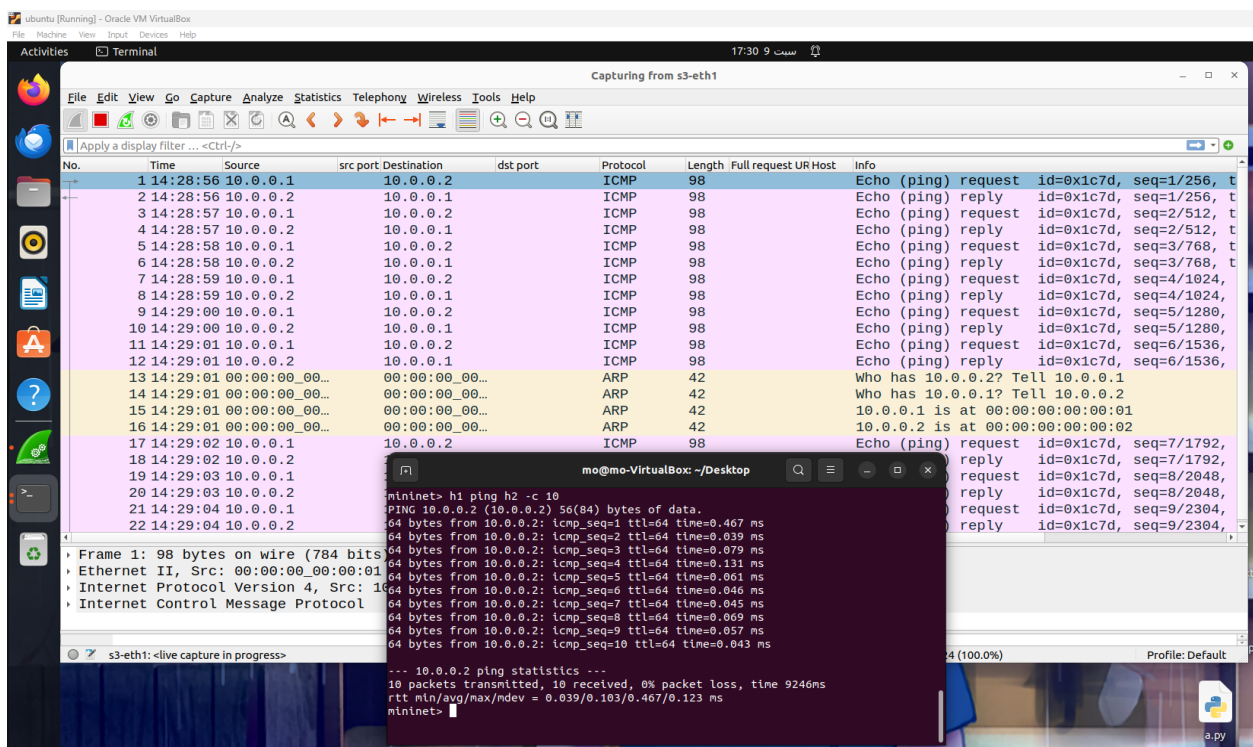 ubuntu [Running] - Oracle VM VirtualBox
File Machine View Input Devices Help
Activities Terminal 17:30 9 سبت
Capturing from s3-eth1
File Edit View Go Capture Analyze Statistics Telephony Wireless Tools Help
Apply a display filter … <Ctrl-/>
No. Time Source src port Destination dst port Protocol Length Full request UR Host Info
1 14:28:56 10.0.0.1 10.0.0.2 ICMP 98 Echo (ping) request id=0x1c7d, seq=1/256, t
2 14:28:56 10.0.0.2 10.0.0.1 ICMP 98 Echo (ping) reply id=0x1c7d, seq=1/256, t
3 14:28:57 10.0.0.1 10.0.0.2 ICMP 98 Echo (ping) request id=0x1c7d, seq=2/512, t
4 14:28:57 10.0.0.2 10.0.0.1 ICMP 98 Echo (ping) reply id=0x1c7d, seq=2/512, t
5 14:28:58 10.0.0.1 10.0.0.2 ICMP 98 Echo (ping) request id=0x1c7d, seq=3/768, t
6 14:28:58 10.0.0.2 10.0.0.1 ICMP 98 Echo (ping) reply id=0x1c7d, seq=3/768, t
7 14:28:59 10.0.0.1 10.0.0.2 ICMP 98 Echo (ping) request id=0x1c7d, seq=4/1024,
8 14:28:59 10.0.0.2 10.0.0.1 ICMP 98 Echo (ping) reply id=0x1c7d, seq=4/1024,
9 14:29:00 10.0.0.1 10.0.0.2 ICMP 98 Echo (ping) request id=0x1c7d, seq=5/1280,
10 14:29:00 10.0.0.2 10.0.0.1 ICMP 98 Echo (ping) reply id=0x1c7d, seq=5/1280,
11 14:29:01 10.0.0.1 10.0.0.2 ICMP 98 Echo (ping) request id=0x1c7d, seq=6/1536,
12 14:29:01 10.0.0.2 10.0.0.1 ICMP 98 Echo (ping) reply id=0x1c7d, seq=6/1536,
13 14:29:01 00:00:00_00… 00:00:00_00… ARP 42 Who has 10.0.0.2? Tell 10.0.0.1
14 14:29:01 00:00:00_00… 00:00:00_00… ARP 42 Who has 10.0.0.1? Tell 10.0.0.2
15 14:29:01 00:00:00_00… 00:00:00_00… ARP 42 10.0.0.1 is at 00:00:00:00:00:01
16 14:29:01 00:00:00_00… 00:00:00_00… ARP 42 10.0.0.2 is at 00:00:00:00:00:02
17 14:29:02 10.0.0.1 10.0.0.2 ICMP 98 Echo (ping) request id=0x1c7d, seq=7/1792,
18 14:29:02 10.0.0.2 ) reply id=0x1c7d, seq=7/1792,
19 14:29:03 10.0.0.1 ) request id=0x1c7d, seq=8/2048,
20 14:29:03 10.0.0.2 ) reply id=0x1c7d, seq=8/2048,
21 14:29:04 10.0.0.1 ) request id=0x1c7d, seq=9/2304,
22 14:29:04 10.0.0.2 ) reply id=0x1c7d, seq=9/2304,
Frame 1: 98 bytes on wire (784 bits)
Ethernet II, Src: 00:00:00_00:00:01
Internet Protocol Version 4, Src: 10
Internet Control Message Protocol
s3-eth1: <live capture in progress>
24 (100.0%) Profile: Default
mo@mo-VirtualBox: ~/Desktop
mininet> h1 ping h2 -c 10
PING 10.0.0.2 (10.0.0.2) 56(84) bytes of data.
64 bytes from 10.0.0.2: icmp_seq=1 ttl=64 time=0.467 ms
64 bytes from 10.0.0.2: icmp_seq=2 ttl=64 time=0.039 ms
64 bytes from 10.0.0.2: icmp_seq=3 ttl=64 time=0.079 ms
64 bytes from 10.0.0.2: icmp_seq=4 ttl=64 time=0.131 ms
64 bytes from 10.0.0.2: icmp_seq=5 ttl=64 time=0.061 ms
64 bytes from 10.0.0.2: icmp_seq=6 ttl=64 time=0.046 ms
64 bytes from 10.0.0.2: icmp_seq=7 ttl=64 time=0.045 ms
64 bytes from 10.0.0.2: icmp_seq=8 ttl=64 time=0.069 ms
64 bytes from 10.0.0.2: icmp_seq=9 ttl=64 time=0.057 ms
64 bytes from 10.0.0.2: icmp_seq=10 ttl=64 time=0.043 ms
--- 10.0.0.2 ping statistics ---
10 packets transmitted, 10 received, 0% packet loss, time 9246ms
rtt min/avg/max/mdev = 0.039/0.103/0.467/0.123 ms
mininet>
a.py